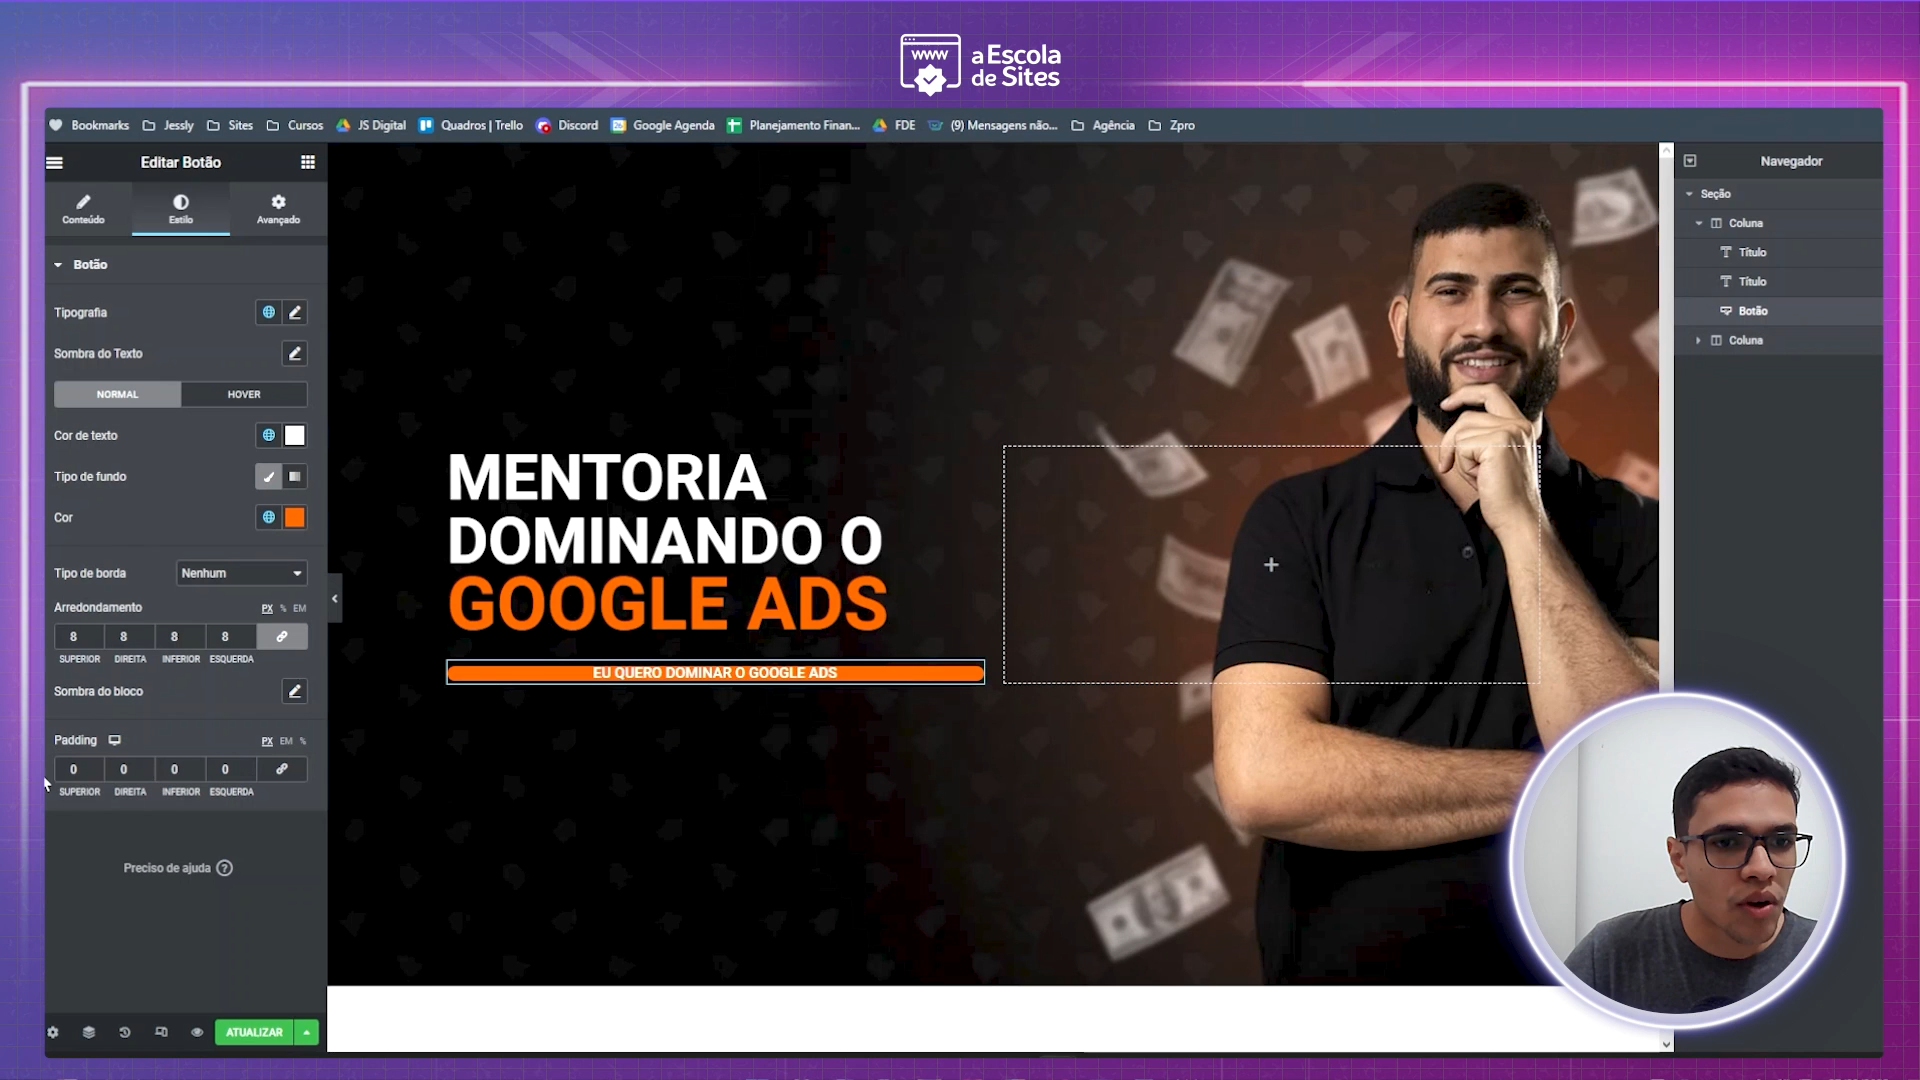 www
a Escola
de Sites
Bookmarks Jessly Sites Cursos JS Digital Quadros | Trello Discord Google Agenda Planejamento Finan... FDE (9) Mensagens não... Agência Zpro
Editar Botão
Conteúdo Estilo Avançado
Botão
Tipografia
Sombra do Texto
NORMAL HOVER
Cor de texto
Tipo de fundo
Cor
Tipo de borda Nenhum
Arredondamento PX % EM
8 8 8 8
SUPERIOR DIREITA INFERIOR ESQUERDA
Sombra do bloco
Padding PX EM %
0 0 0 0
SUPERIOR DIREITA INFERIOR ESQUERDA
Preciso de ajuda ?
ATUALIZAR
MENTORIA
DOMINANDO O
GOOGLE ADS
EU QUERO DOMINAR O GOOGLE ADS
Navegador
Seção
Coluna
Título
Título
Botão
Coluna